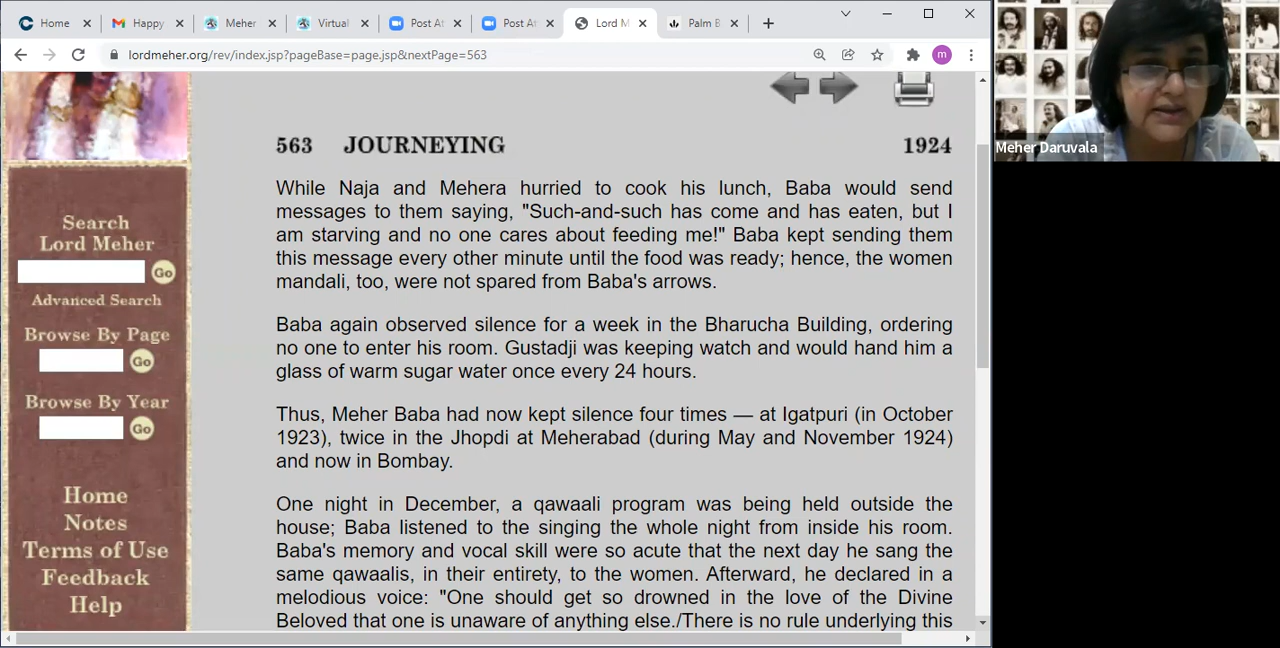 Home
Happy
Meher
Virtual
Post At
Post At
Lord M
Palm B
lordmeher.org/rev/index.jsp?pageBase=page.jsp&nextPage=563
m
Meher Daruvala
Search
Lord Meher
Go
Advanced Search
Browse By Page
Go
Browse By Year
Go
Home
Notes
Terms of Use
Feedback
Help
563 JOURNEYING 1924
While Naja and Mehera hurried to cook his lunch, Baba would send
messages to them saying, "Such-and-such has come and has eaten, but I
am starving and no one cares about feeding me!" Baba kept sending them
this message every other minute until the food was ready; hence, the women
mandali, too, were not spared from Baba's arrows.
Baba again observed silence for a week in the Bharucha Building, ordering
no one to enter his room. Gustadji was keeping watch and would hand him a
glass of warm sugar water once every 24 hours.
Thus, Meher Baba had now kept silence four times — at Igatpuri (in October
1923), twice in the Jhopdi at Meherabad (during May and November 1924)
and now in Bombay.
One night in December, a qawaali program was being held outside the
house; Baba listened to the singing the whole night from inside his room.
Baba's memory and vocal skill were so acute that the next day he sang the
same qawaalis, in their entirety, to the women. Afterward, he declared in a
melodious voice: "One should get so drowned in the love of the Divine
Beloved that one is unaware of anything else./There is no rule underlying this